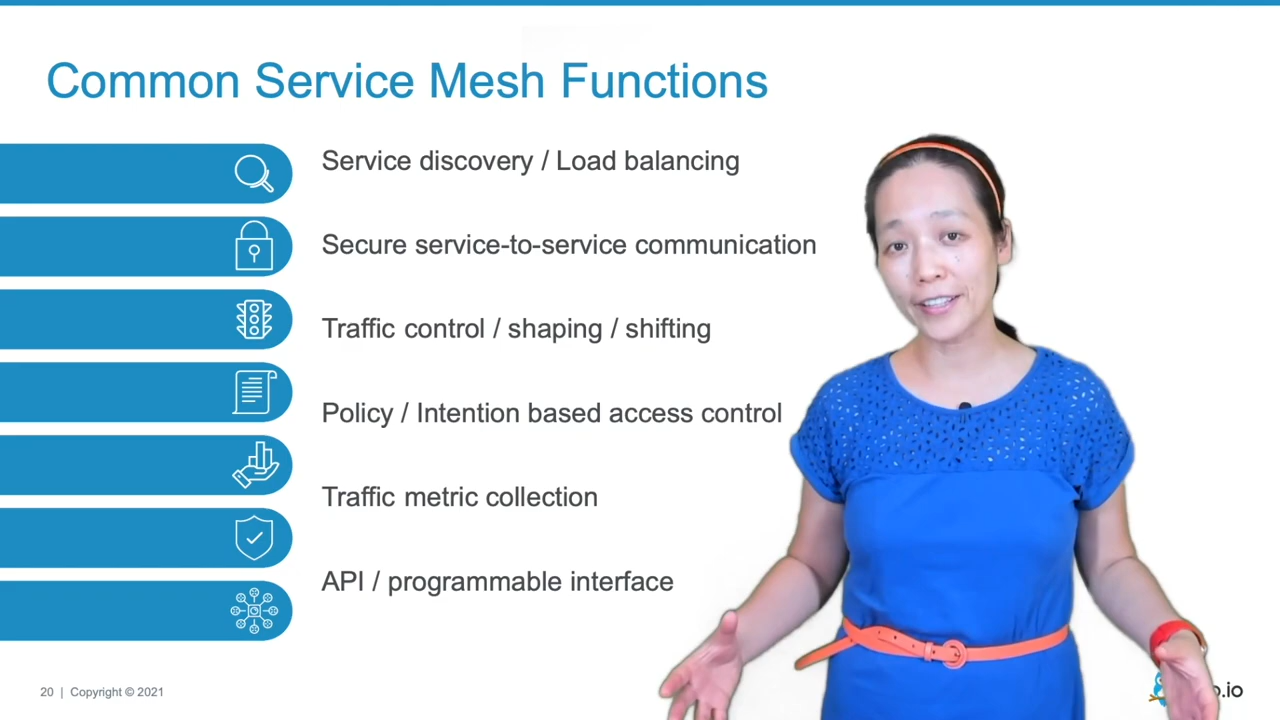 Common Service Mesh Functions
Service discovery / Load balancing
Secure service-to-service communication
Traffic control / shaping / shifting
Policy / Intention based access control
Traffic metric collection
API / programmable interface
20 | Copyright © 2021
.io